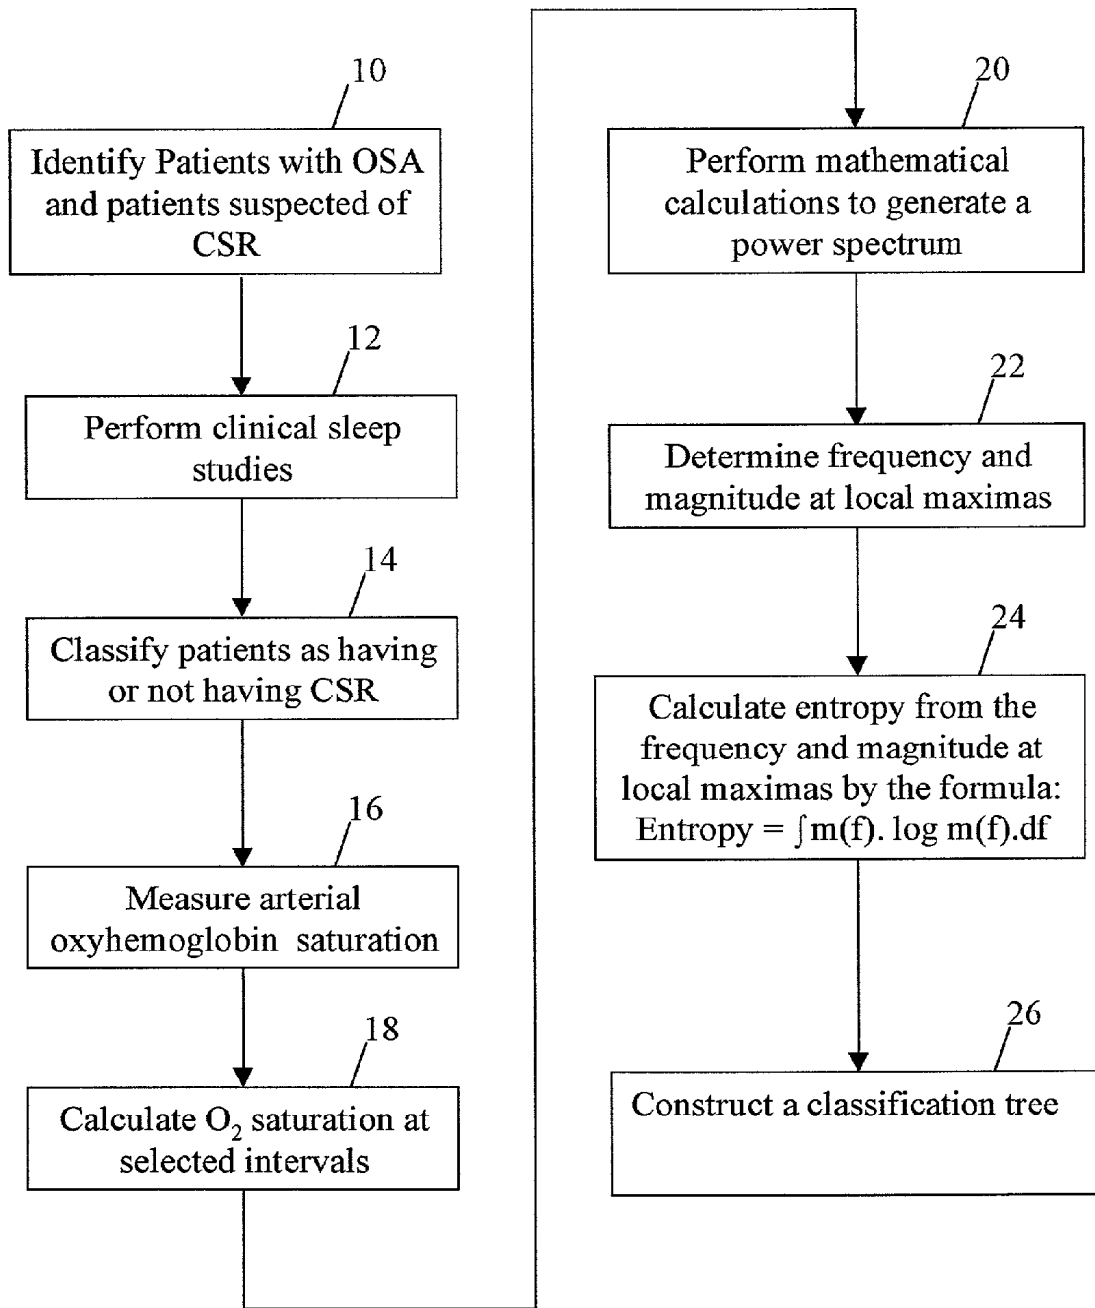 10
Identify Patients with OSA
and patients suspected of
CSR
12
Perform clinical sleep
studies
14
Classify patients as having
or not having CSR
16
Measure arterial
oxyhemoglobin saturation
18
Calculate O₂ saturation at
selected intervals
20
Perform mathematical
calculations to generate a
power spectrum
22
Determine frequency and
magnitude at local maximas
24
Calculate entropy from the
frequency and magnitude at
local maximas by the formula:
Entropy = ∫m(f). log m(f).df
26
Construct a classification tree